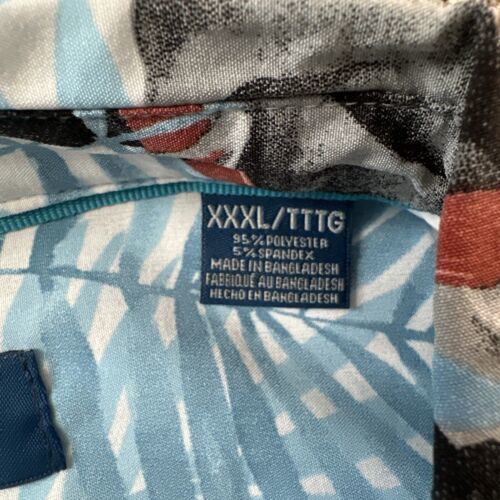 XXXL/TTTG
95% POLYESTER
5% SPANDEX
MADE IN BANGLADESH
FABRIQUÉ AU BANGLADESH
HECHO EN BANGLADESH